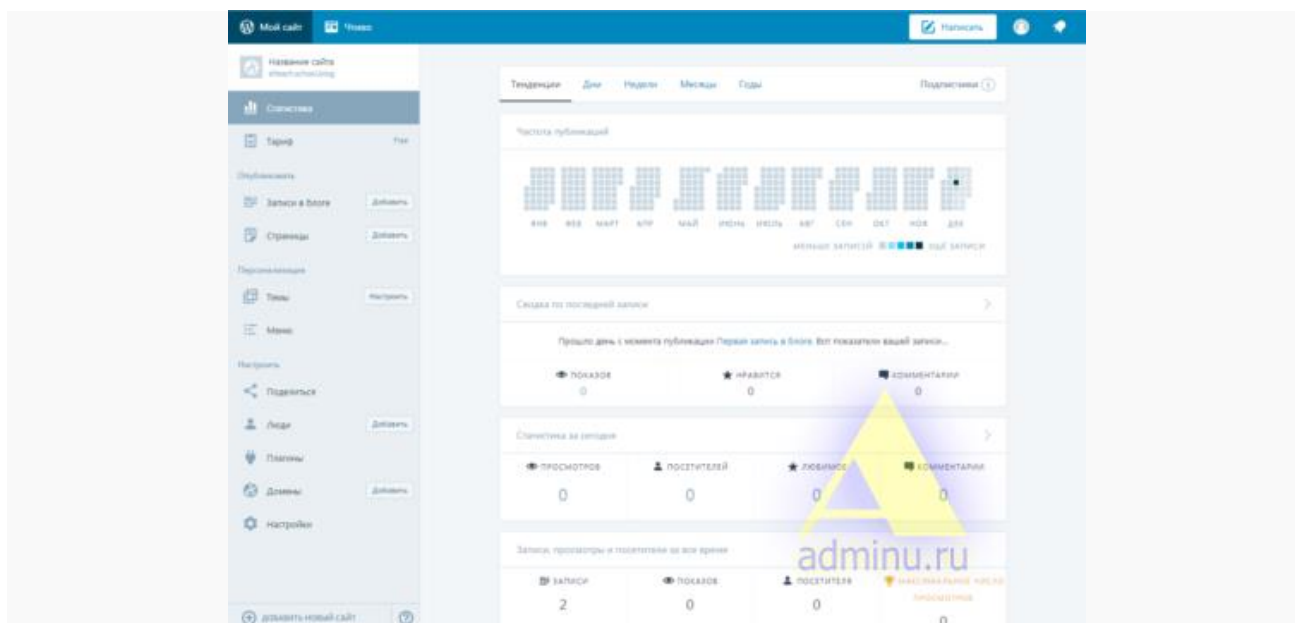 Мой сайт Чтиво Написать
Название сайта
Статистика
Тариф Free
Опубликовать
Записи в блоге Добавить
Страницы Добавить
Персонализация
Темы Настроить
Меню
Настроить
Поделиться
Люди Добавить
Плагины
Домены Добавить
Настройки
ДОБАВИТЬ НОВЫЙ САЙТ
Тенденции Дни Недели Месяцы Годы Подписчики 1
Частота публикаций
ЯНВ ФЕВ МАРТ АПР МАЙ ИЮНЬ ИЮЛЬ АВГ СЕН ОКТ НОЯ ДЕК
МЕНЬШЕ ЗАПИСЕЙ ЕЩЁ ЗАПИСИ
Сводка по последней записи
Прошло день с момента публикации Первая запись в блоге. Вот показатели вашей записи...
ПОКАЗОВ НРАВИТСЯ КОММЕНТАРИИ
0 0 0
Статистика за сегодня
ПРОСМОТРОВ ПОСЕТИТЕЛЕЙ ЛЮБИМОЕ КОММЕНТАРИИ
0 0 0 0
Записи, просмотры и посетители за все время
ЗАПИСИ ПОКАЗОВ ПОСЕТИТЕЛЯ МАКСИМАЛЬНОЕ ЧИСЛО
ПРОСМОТРОВ
2 0 0 0
adminu.ru